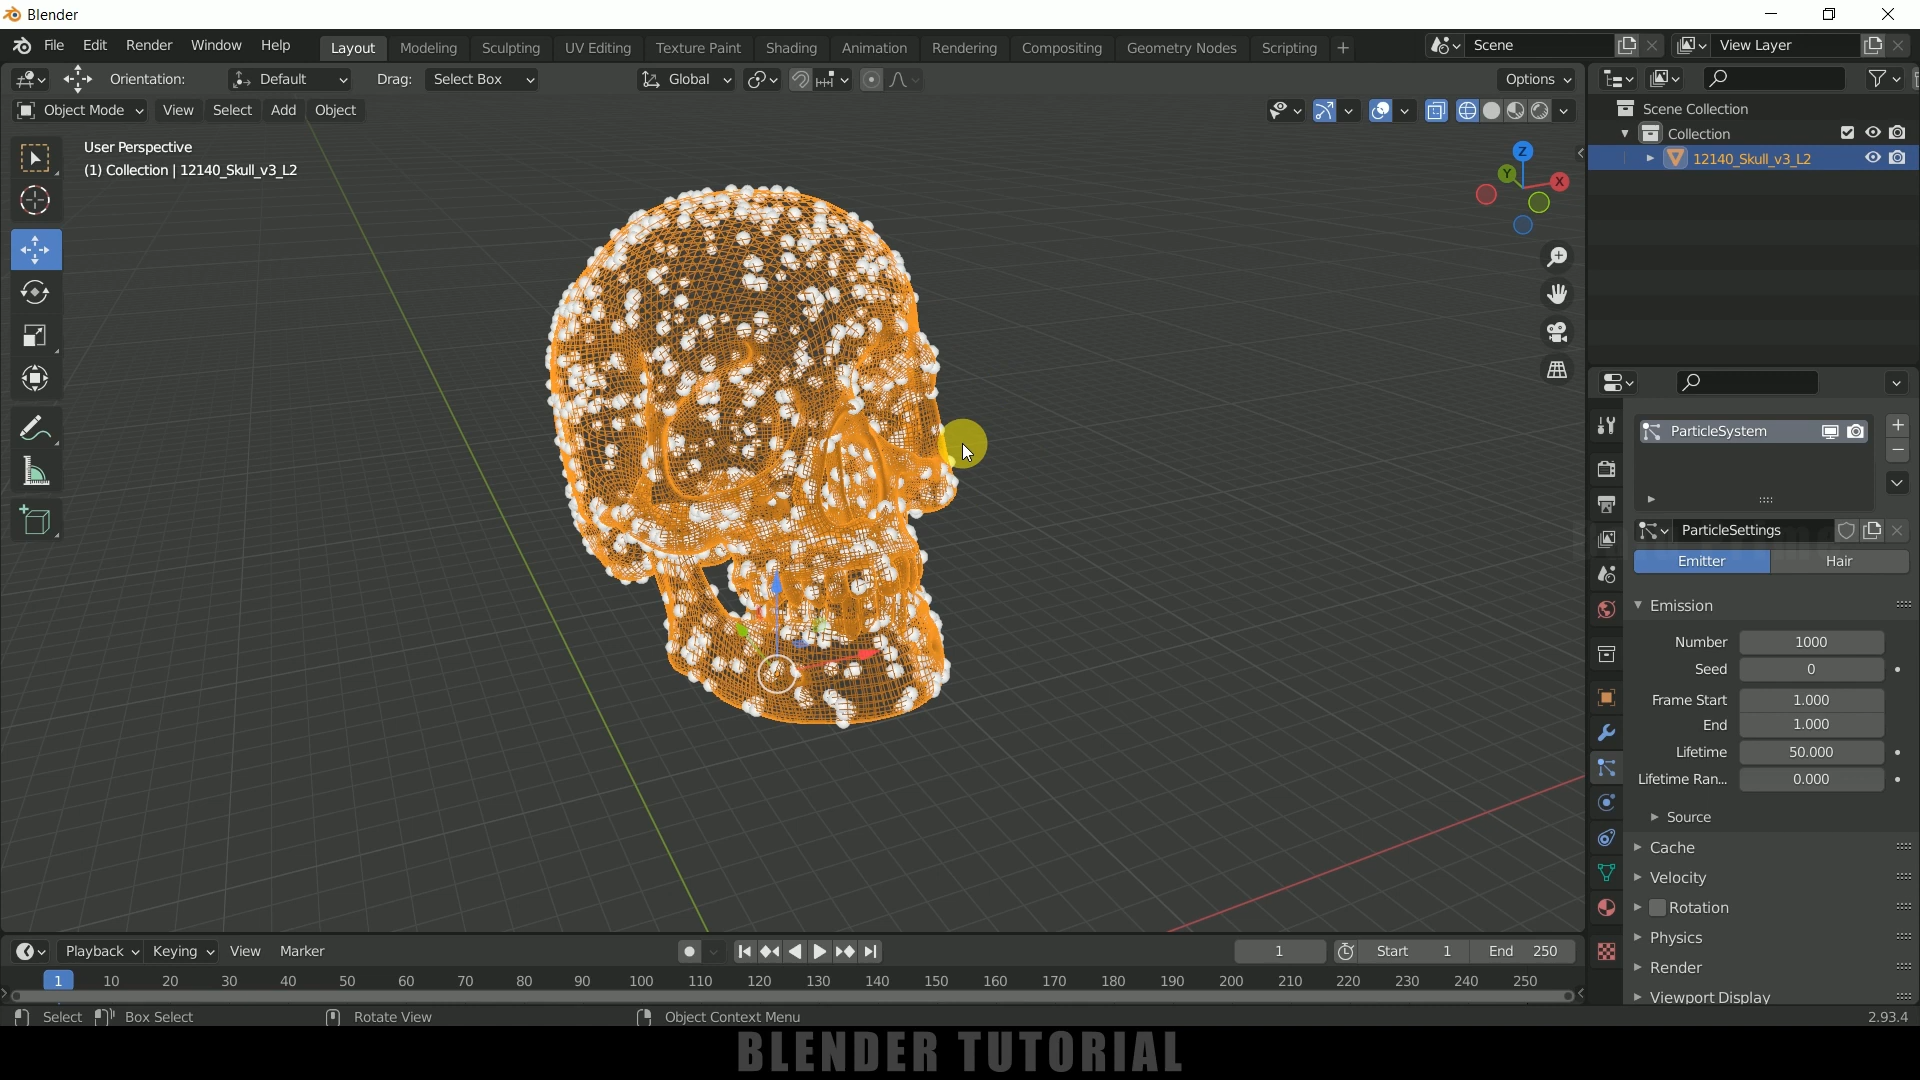 Blender
File Edit Render Window Help Layout Modeling Sculpting UV Editing Texture Paint Shading Animation Rendering Compositing Geometry Nodes Scripting + Scene View Layer
Orientation: Default Drag: Select Box Global Options
Object Mode View Select Add Object
Scene Collection
Collection
12140_Skull_v3_L2
User Perspective
(1) Collection | 12140_Skull_v3_L2
Z
Y
X
ParticleSystem
ParticleSettings
Emitter Hair
Emission
Number 1000
Seed 0
Frame Start 1.000
End 1.000
Lifetime 50.000
Lifetime Ran... 0.000
Source
Cache
Velocity
Rotation
Physics
Render
Viewport Display
Playback Keying View Marker 1 Start 1 End 250
1 10 20 30 40 50 60 70 80 90 100 110 120 130 140 150 160 170 180 190 200 210 220 230 240 250
Select Box Select Rotate View Object Context Menu 2.93.4
BLENDER TUTORIAL